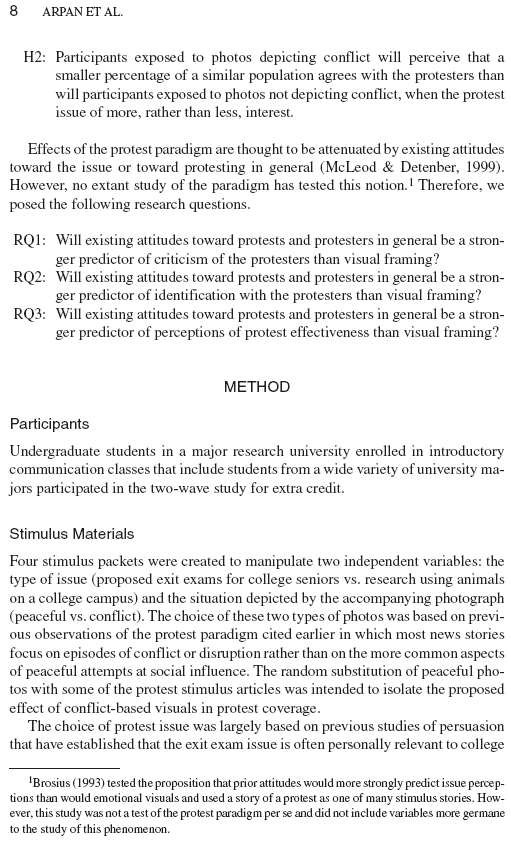 8 ARPAN ET AL.
H2: Participants exposed to photos depicting conflict will perceive that a
smaller percentage of a similar population agrees with the protesters than
will participants exposed to photos not depicting conflict, when the protest
issue of more, rather than less, interest.
Effects of the protest paradigm are thought to be attenuated by existing attitudes
toward the issue or toward protesting in general (McLeod & Detenber, 1999).
However, no extant study of the paradigm has tested this notion.1 Therefore, we
posed the following research questions.
RQ1: Will existing attitudes toward protests and protesters in general be a stron-
ger predictor of criticism of the protesters than visual framing?
RQ2: Will existing attitudes toward protests and protesters in general be a stron-
ger predictor of identification with the protesters than visual framing?
RQ3: Will existing attitudes toward protests and protesters in general be a stron-
ger predictor of perceptions of protest effectiveness than visual framing?
METHOD
Participants
Undergraduate students in a major research university enrolled in introductory
communication classes that include students from a wide variety of university ma-
jors participated in the two-wave study for extra credit.
Stimulus Materials
Four stimulus packets were created to manipulate two independent variables: the
type of issue (proposed exit exams for college seniors vs. research using animals
on a college campus) and the situation depicted by the accompanying photograph
(peaceful vs. conflict). The choice of these two types of photos was based on previ-
ous observations of the protest paradigm cited earlier in which most news stories
focus on episodes of conflict or disruption rather than on the more common aspects
of peaceful attempts at social influence. The random substitution of peaceful pho-
tos with some of the protest stimulus articles was intended to isolate the proposed
effect of conflict-based visuals in protest coverage.
The choice of protest issue was largely based on previous studies of persuasion
that have established that the exit exam issue is often personally relevant to college
1Brosius (1993) tested the proposition that prior attitudes would more strongly predict issue percep-
tions than would emotional visuals and used a story of a protest as one of many stimulus stories. How-
ever, this study was not a test of the protest paradigm per se and did not include variables more germane
to the study of this phenomenon.